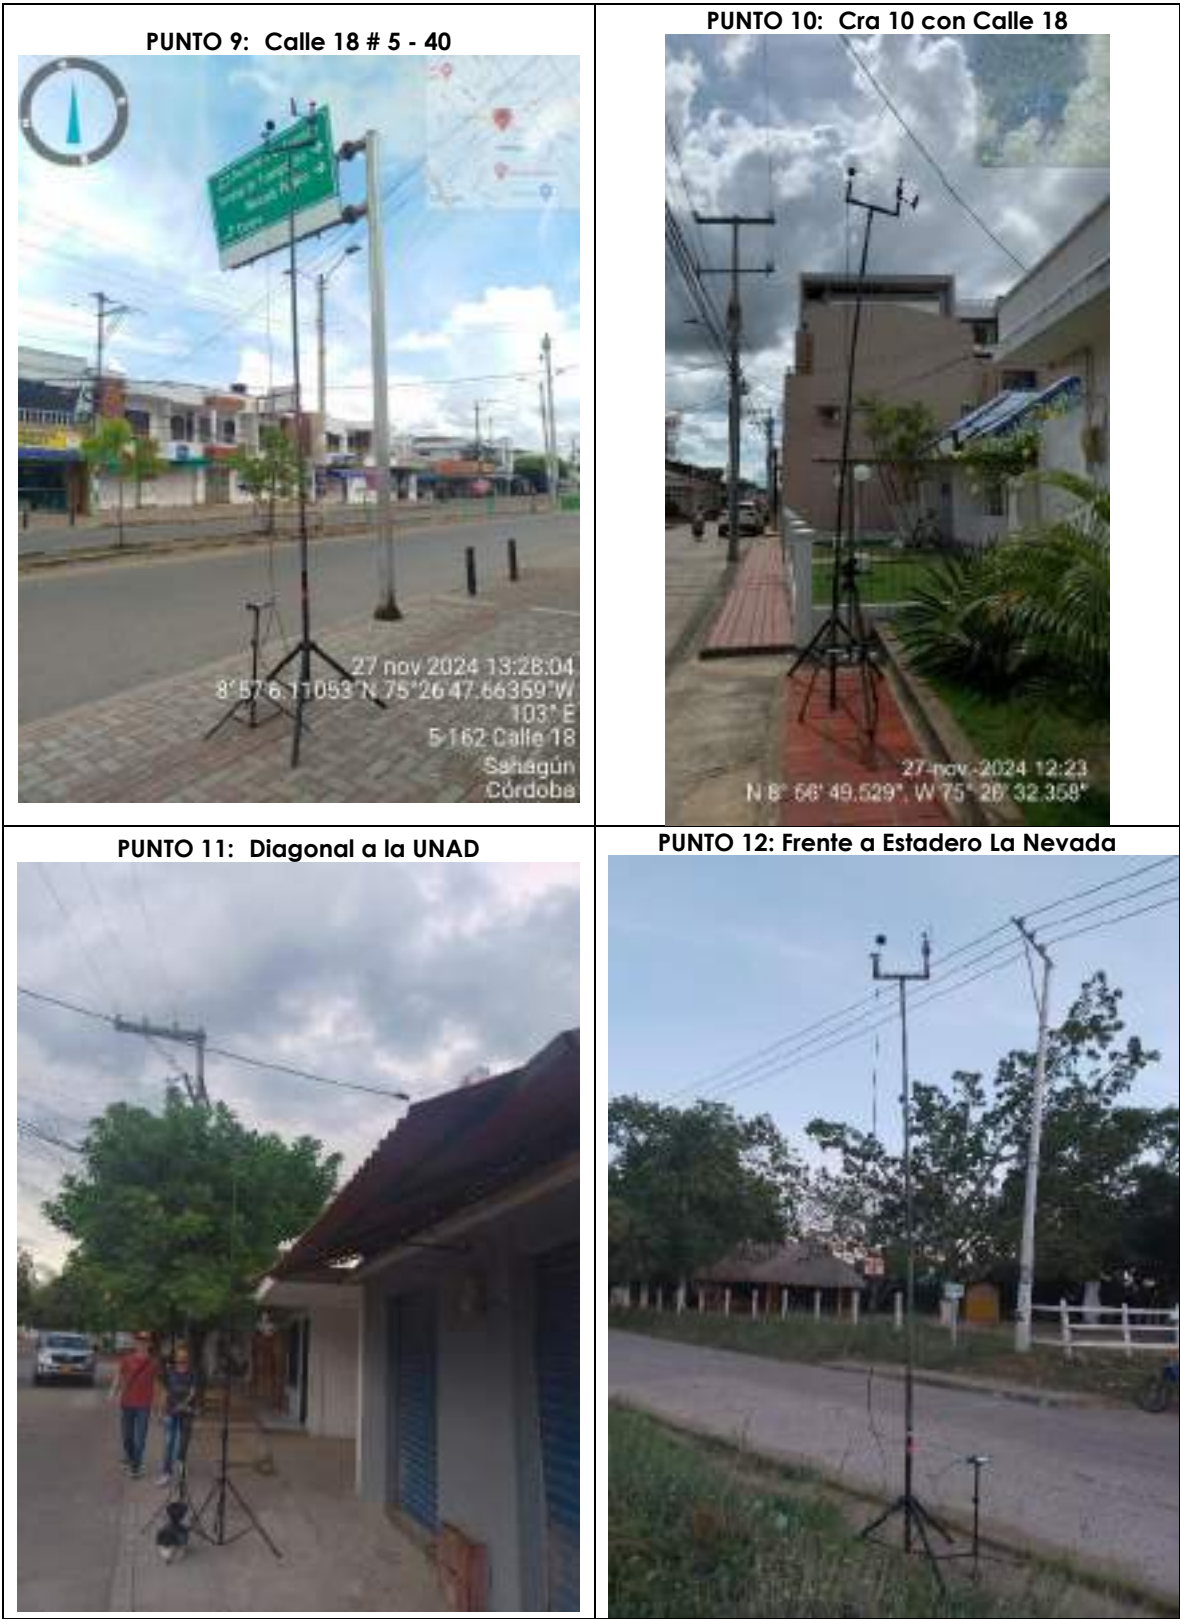 PUNTO 9: Calle 18 # 5 - 40
27 nov 2024 13:28:04
8°57'6.11053"N 75°26'47.66359"W
103° E
5-162 Calle 18
Sahagún
Córdoba
PUNTO 10: Cra 10 con Calle 18
27-nov.-2024 12:23
N 8° 56' 49.529", W 75° 26' 32.358"
PUNTO 11: Diagonal a la UNAD
PUNTO 12: Frente a Estadero La Nevada